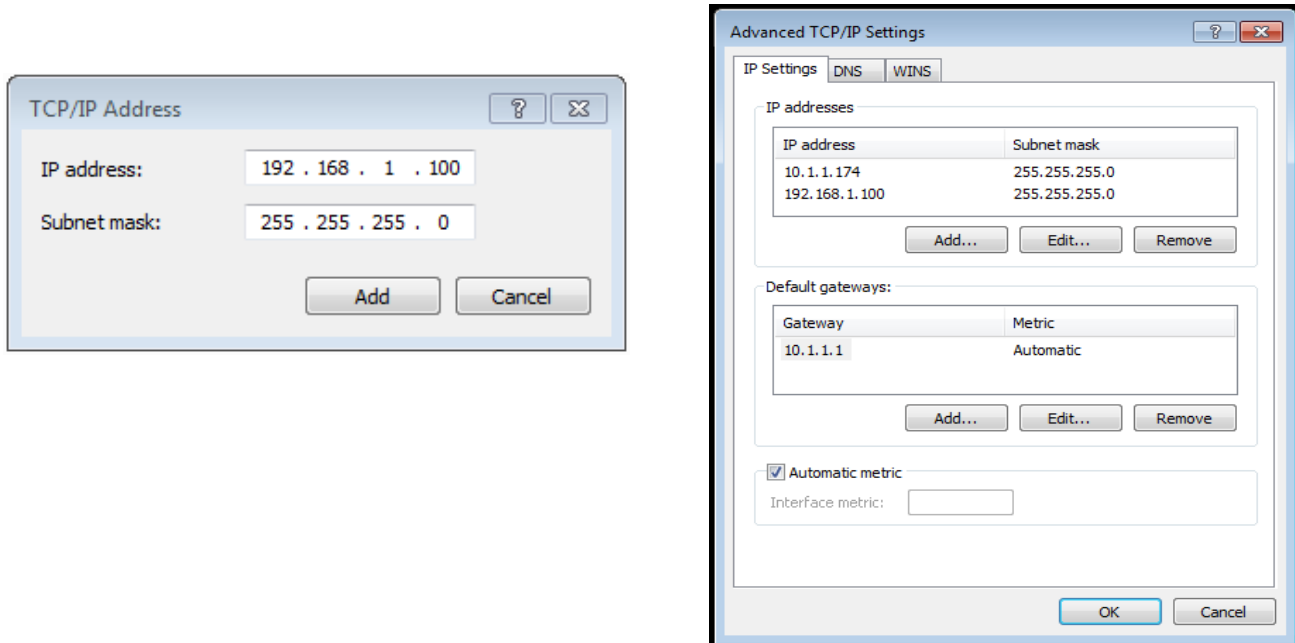 TCP/IP Address
IP address: 192 . 168 . 1 . 100
Subnet mask: 255 . 255 . 255 . 0
Add Cancel
Advanced TCP/IP Settings
IP Settings DNS WINS
IP addresses
IP address Subnet mask
10.1.1.174 255.255.255.0
192.168.1.100 255.255.255.0
Add... Edit... Remove
Default gateways:
Gateway Metric
10.1.1.1 Automatic
Add... Edit... Remove
Automatic metric
Interface metric:
OK Cancel